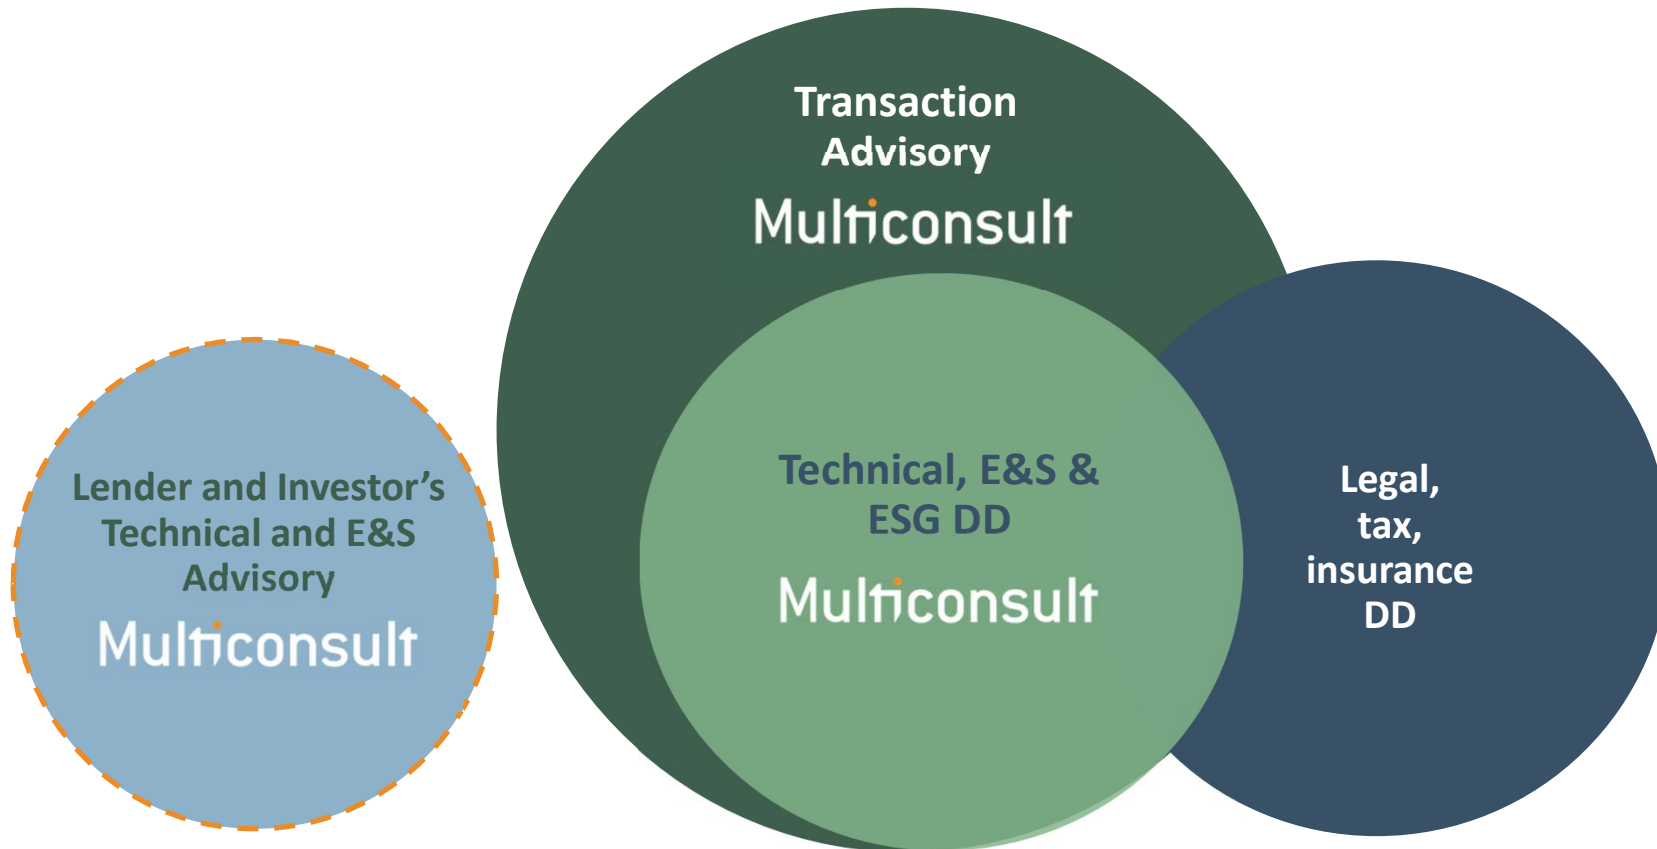 Transaction
Advisory
Multiconsult
Lender and Investor’s
Technical and E&S
Advisory
Multiconsult
Technical, E&S &
ESG DD
Multiconsult
Legal,
tax,
insurance
DD